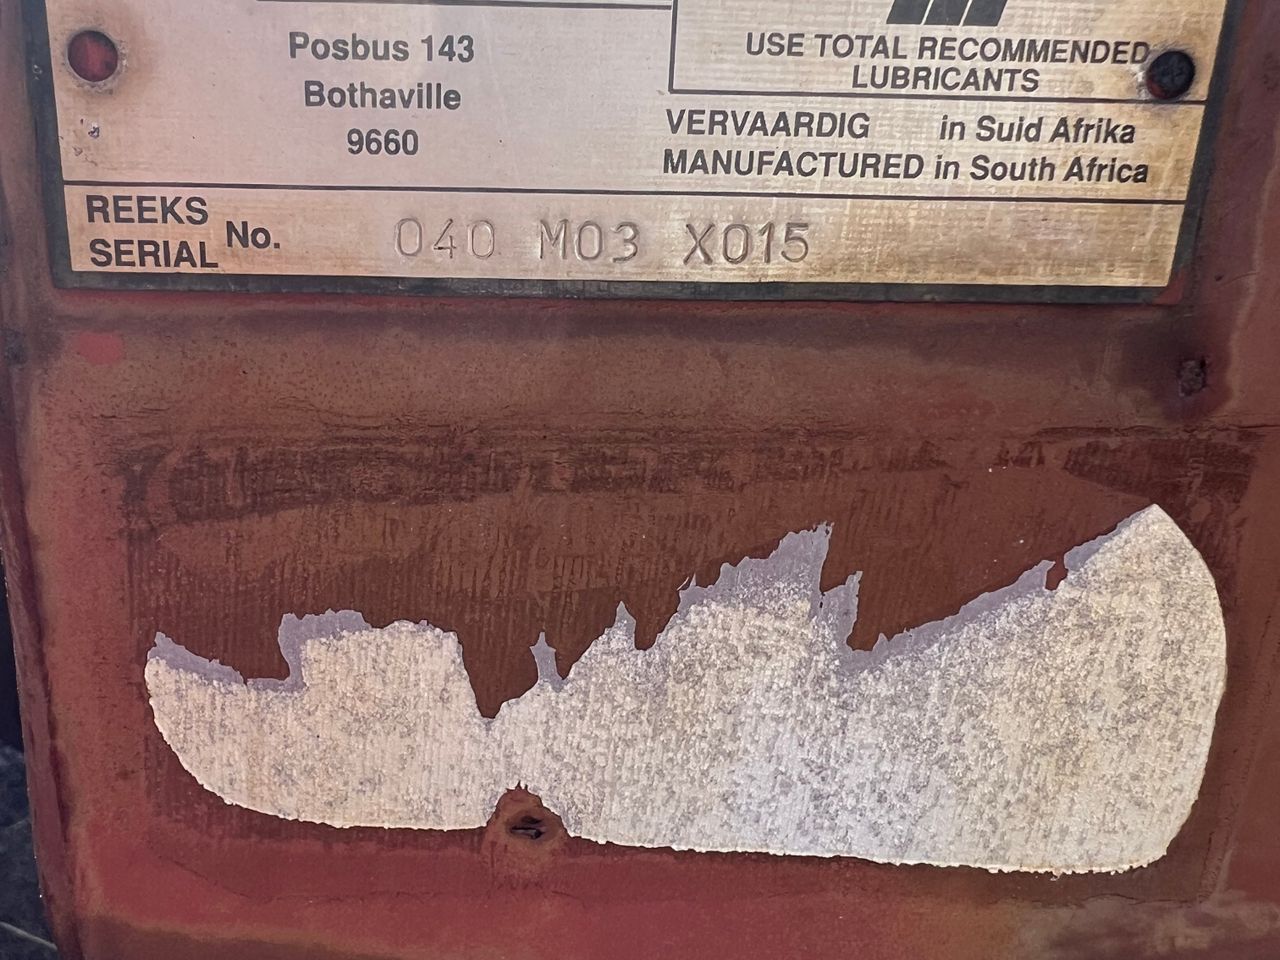 Posbus 143
Bothaville
9660
USE TOTAL RECOMMENDED
LUBRICANTS
VERVAARDIG in Suid Afrika
MANUFACTURED in South Africa
REEKS
SERIAL No. 040 M03 X015